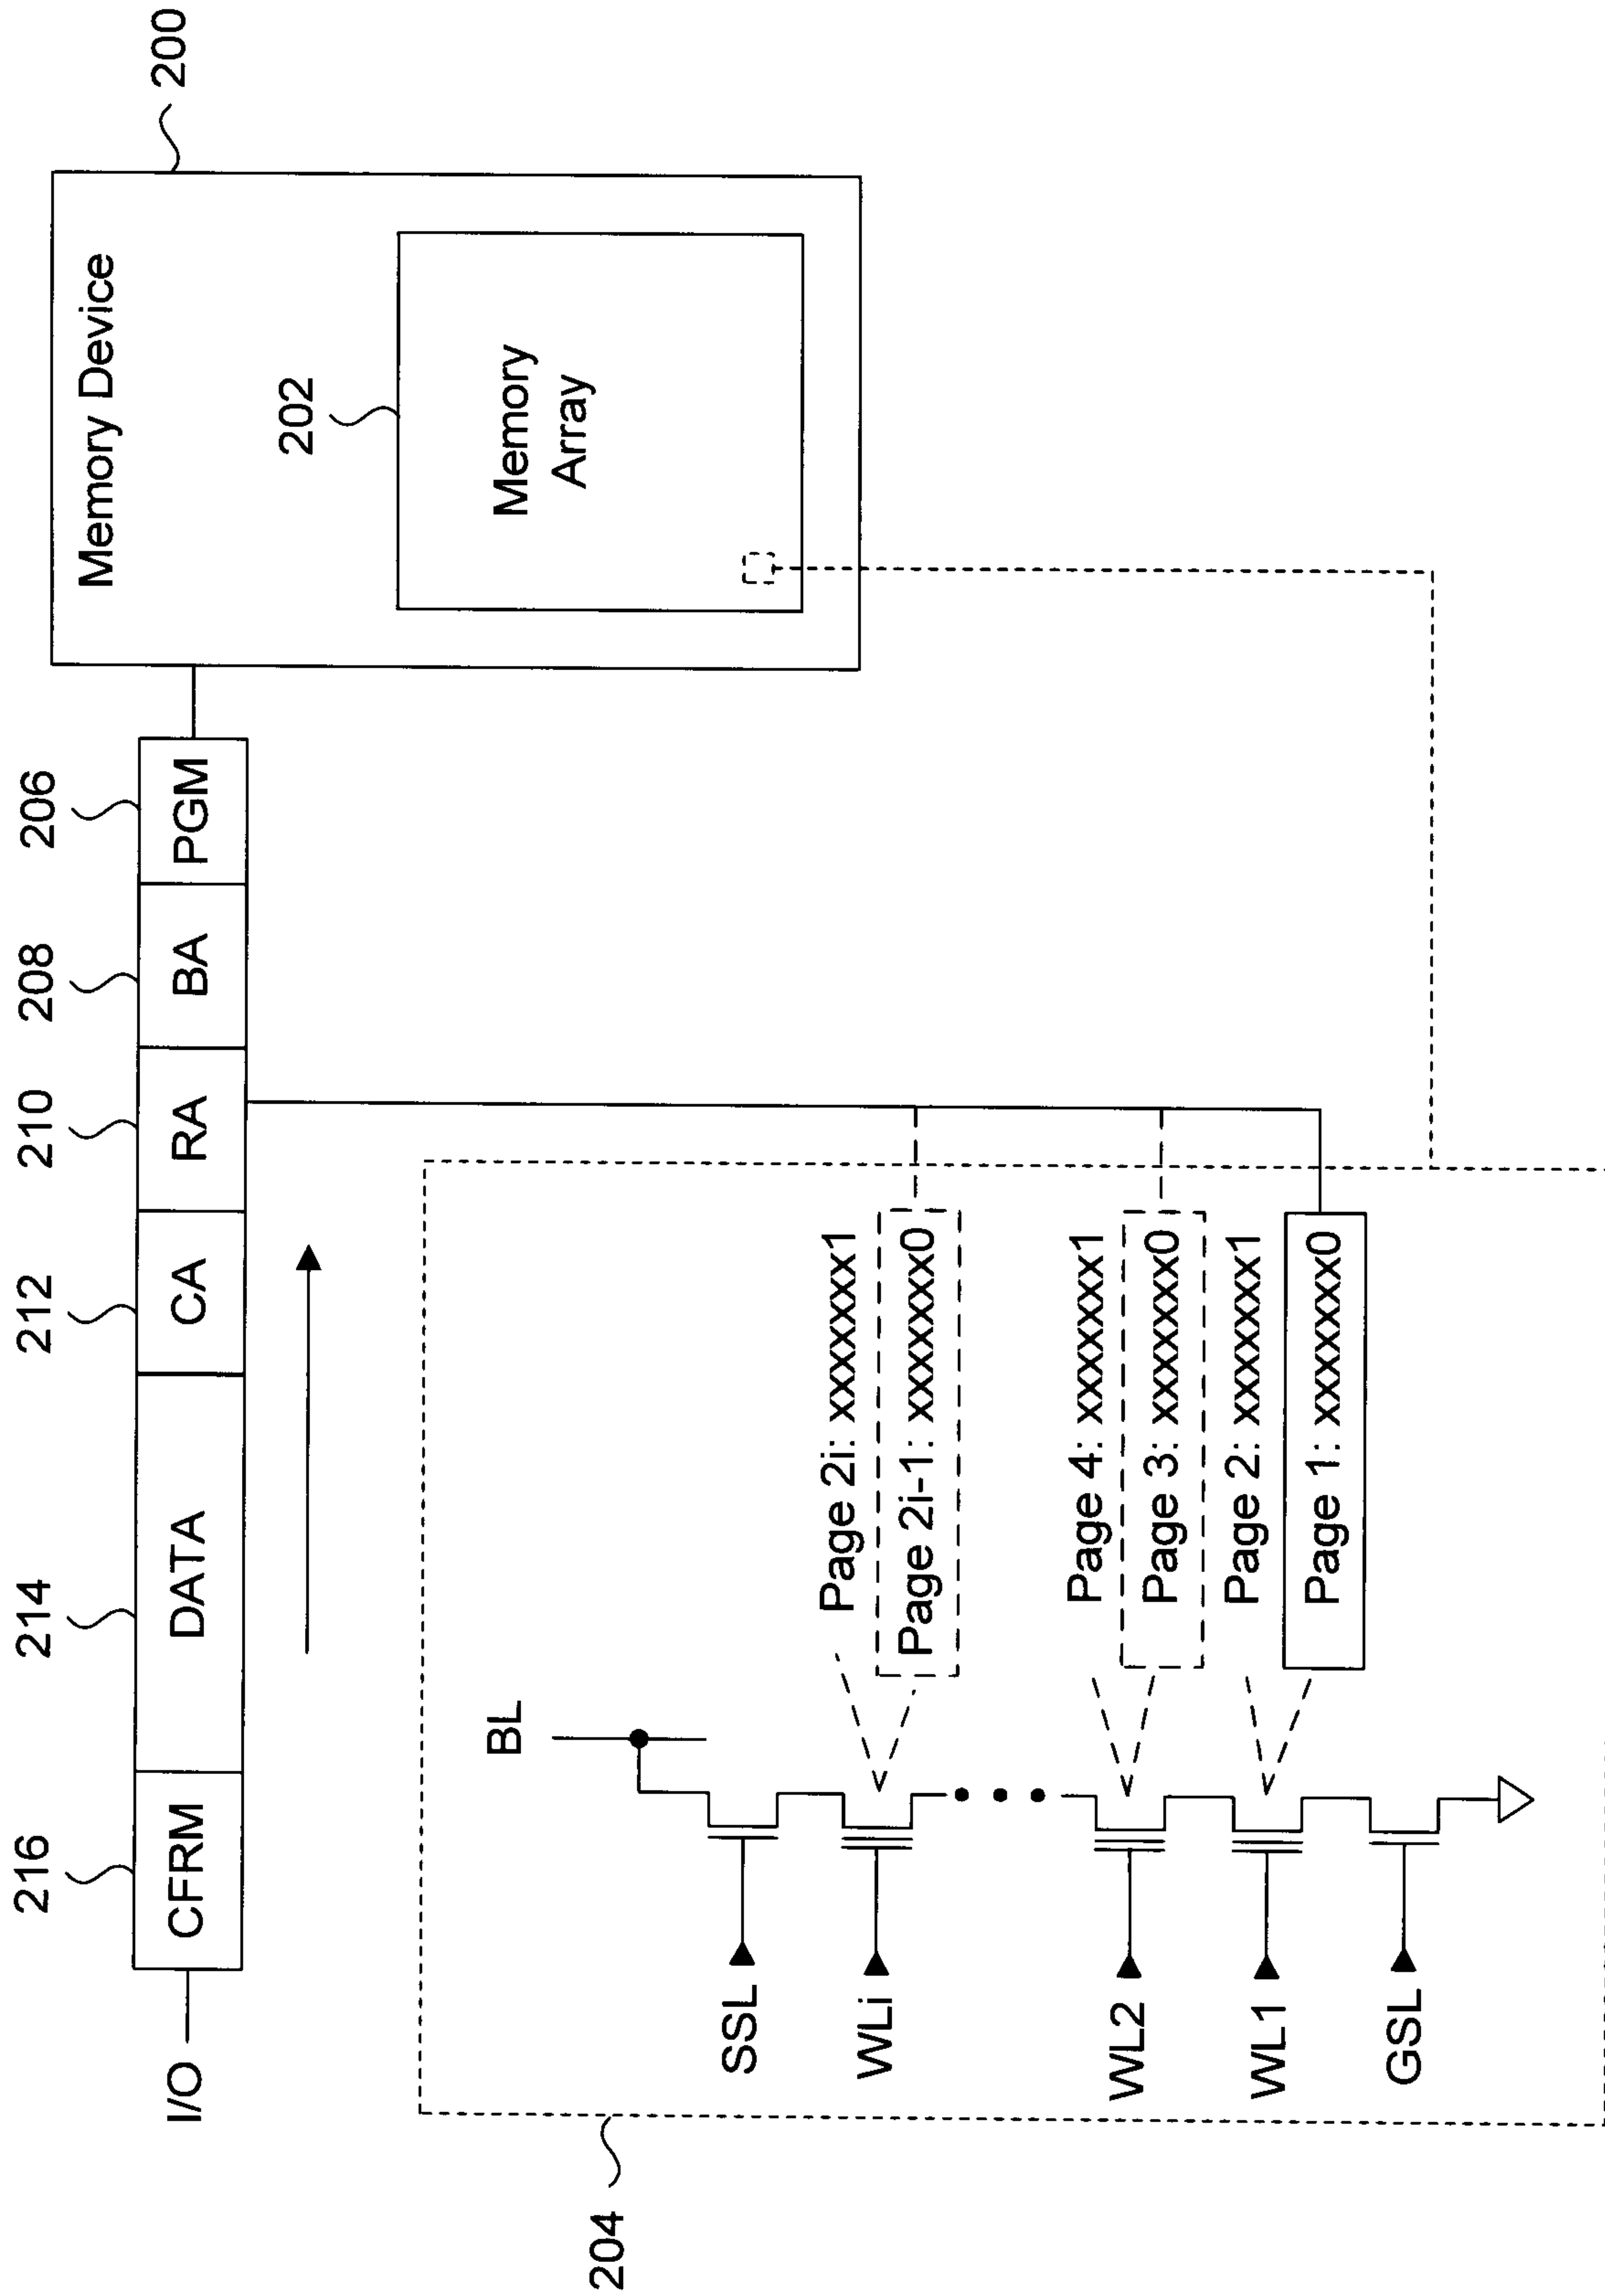 216
214
212
210
208
206
I/O
CFRM
DATA
CA
RA
BA
PGM
Memory Device
200
202
Memory
Array
204
BL
SSL
WLi
WL2
WL1
GSL
Page 2i: xxxxxxx1
Page 2i-1: xxxxxxx0
Page 4: xxxxxxx1
Page 3: xxxxxxx0
Page 2: xxxxxxx1
Page 1: xxxxxxx0